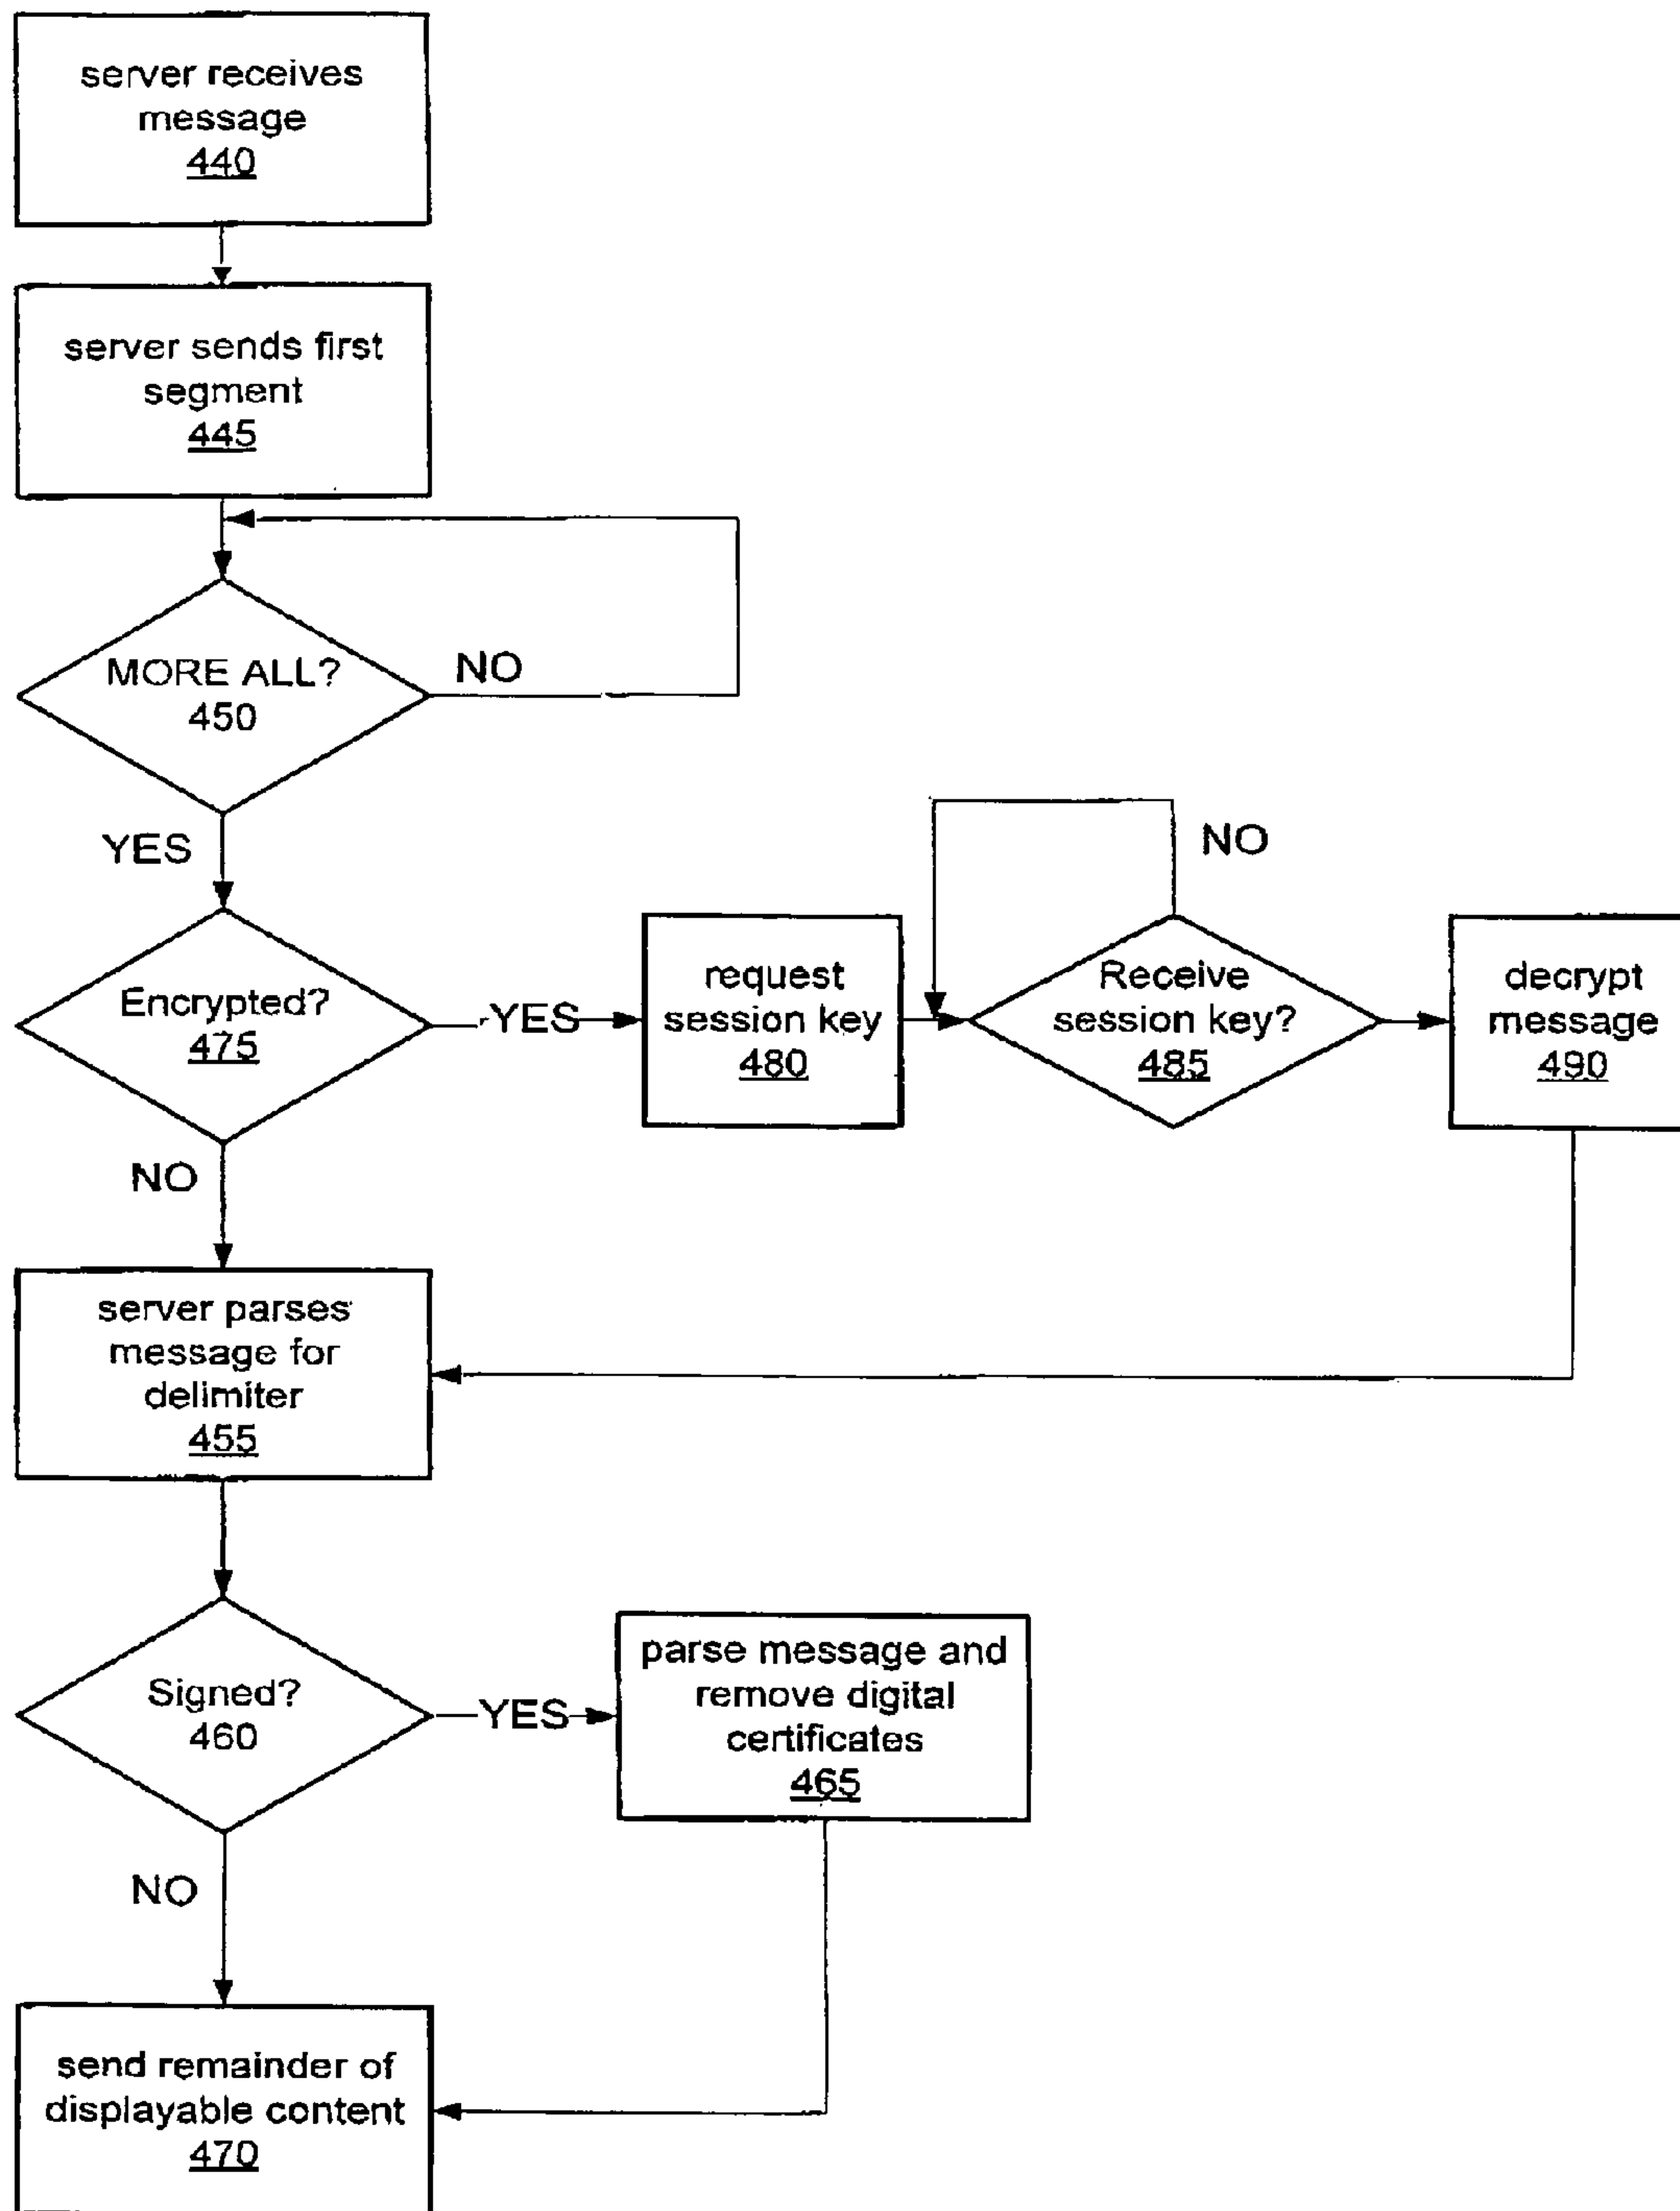 server receives
message
440
server sends first
segment
445
MORE ALL?
450
NO
YES
Encrypted?
475
YES
request
session key
480
Receive
session key?
485
NO
decrypt
message
490
NO
server parses
message for
delimiter
455
Signed?
460
YES
parse message and
remove digital
certificates
465
NO
send remainder of
displayable content
470